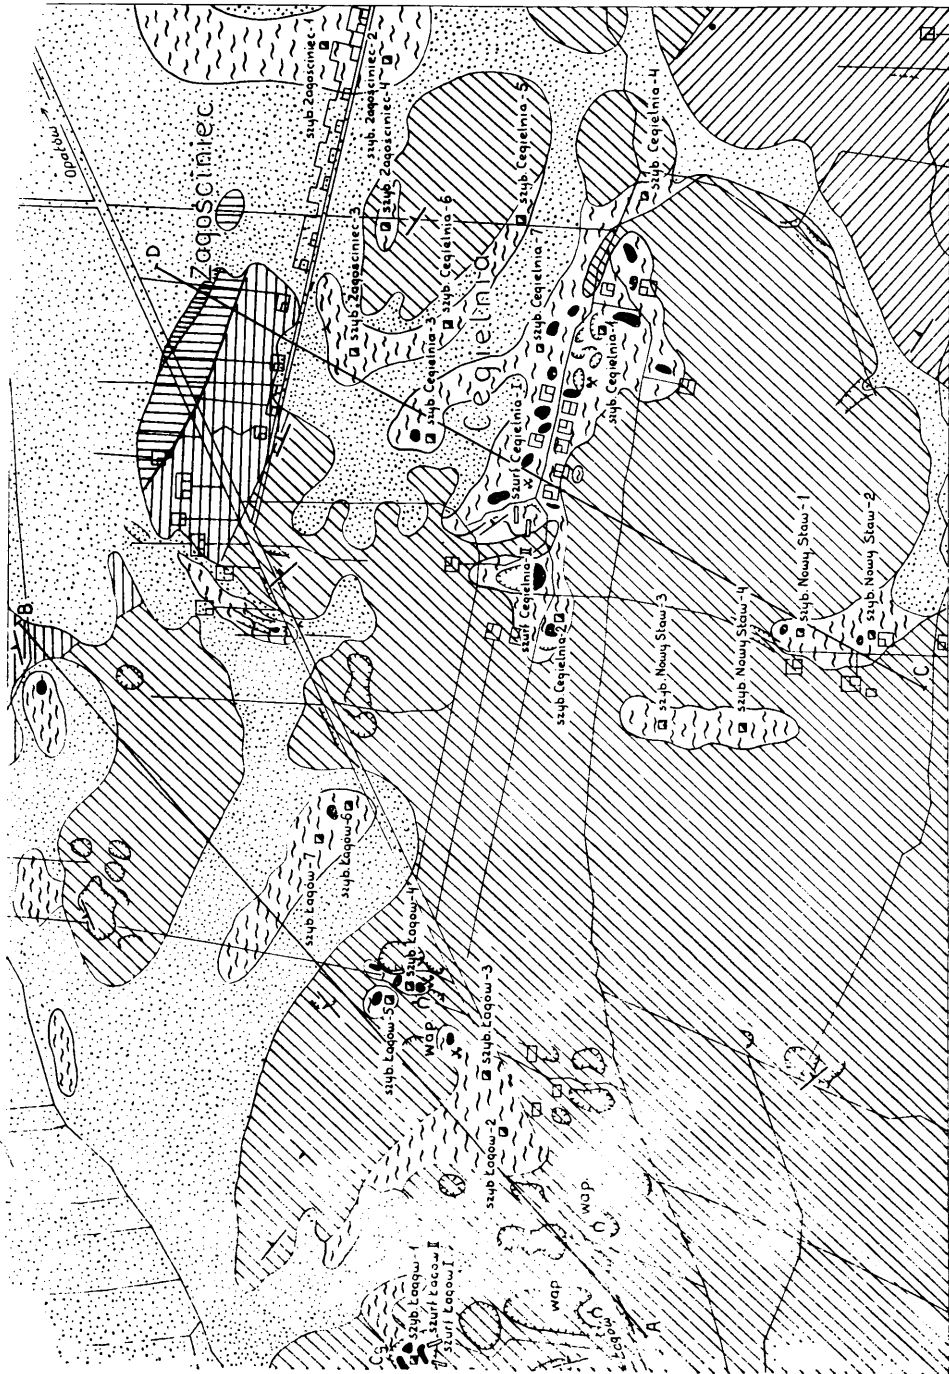 Opatów
Zagościniec
szyb. Zagościniec-1
szyb. Zagościniec-2
szyb Zagościniec-4
szyb. Zagościniec-3
szyb Cegielnia-6
szyb Cegielnia-5
szyb Cegielnia-4
szyb Cegielnia-3
Cegielnia
szyb Cegielnia-7
szyb. Cegielnia-1
szurf Cegielnia-I
szurf Cegielnia-II
szyb Cegielnia-2
D
B
szyb. Nowy Staw-1
szyb Nowy Staw-2
szyb Nowy Staw-3
szyb Nowy Staw-4
C
szyb Łagów-7
szyb Łagów-6
szyb Łagów-4
szyb Łagów 5
wap
szyb Łagów-3
szyb Łagów-2
wap
wap
szyb Łagów 1
szurf Łagów II
szurf Łagów I
Łagów
A